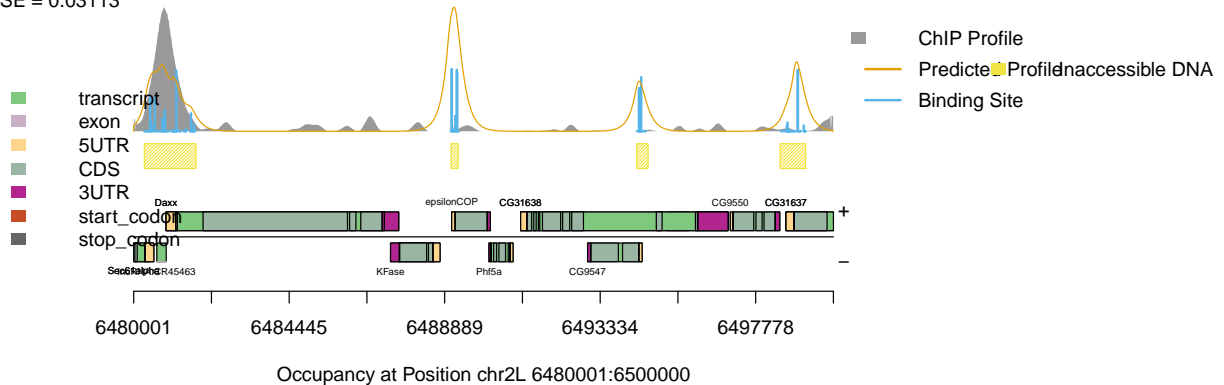 SE = 0.03113
ChIP Profile
Predicted Profile
Inaccessible DNA
Binding Site
transcript
exon
5UTR
CDS
3UTR
start_codon
stop_codon
Daxx
epsilonCOP
CG31638
CG9550
CG31637
+
KFase
Phf5a
CG9547
–
6480001
6484445
6488889
6493334
6497778
Occupancy at Position chr2L 6480001:6500000